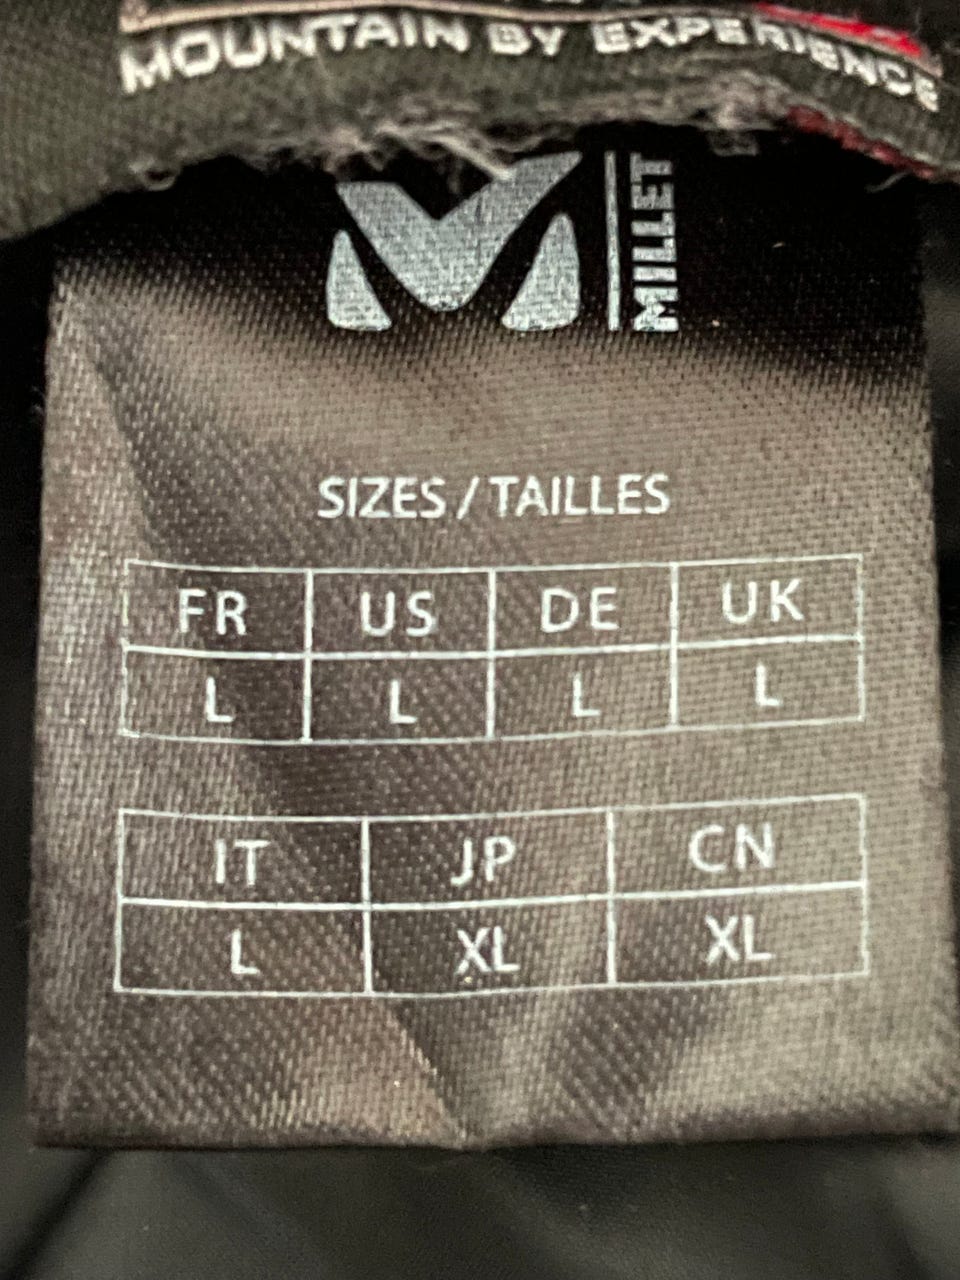 MOUNTAIN BY EXPERIENCE
MILLET
SIZES / TAILLES
FR US DE UK
L L L L
IT JP CN
L XL XL